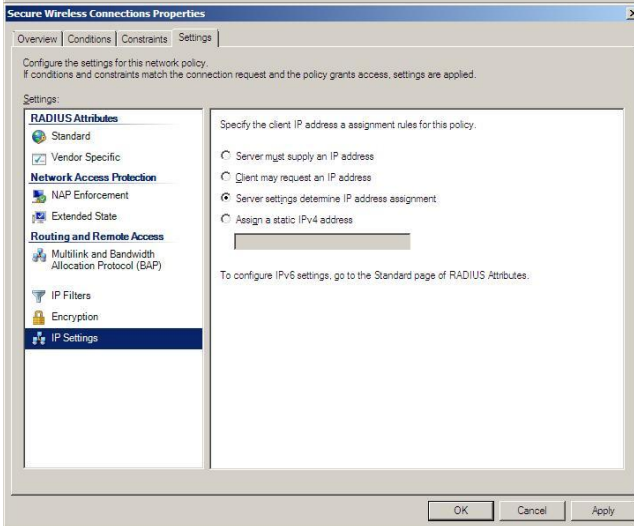 Secure Wireless Connections Properties
Overview Conditions Constraints Settings
Configure the settings for this network policy.
If conditions and constraints match the connection request and the policy grants access, settings are applied.
Settings:
RADIUS Attributes
Standard
Vendor Specific
Network Access Protection
NAP Enforcement
Extended State
Routing and Remote Access
Multilink and Bandwidth
Allocation Protocol (BAP)
IP Filters
Encryption
IP Settings
Specify the client IP address a assignment rules for this policy.
Server must supply an IP address
Client may request an IP address
Server settings determine IP address assignment
Assign a static IPv4 address
To configure IPv6 settings, go to the Standard page of RADIUS Attributes.
OK Cancel Apply